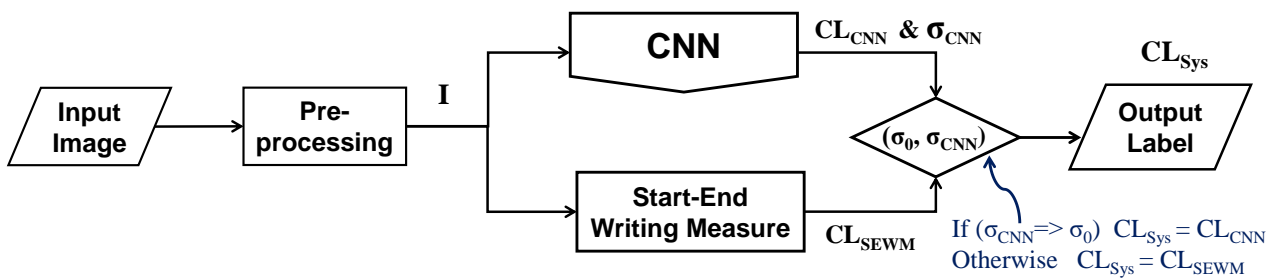 Input
Image
Pre-
processing
I
CNN
CL_CNN & σ_CNN
Start-End
Writing Measure
CL_SEWM
(σ_0, σ_CNN)
CL_Sys
Output
Label
If (σ_CNN=> σ_0) CL_Sys = CL_CNN
Otherwise CL_Sys = CL_SEWM